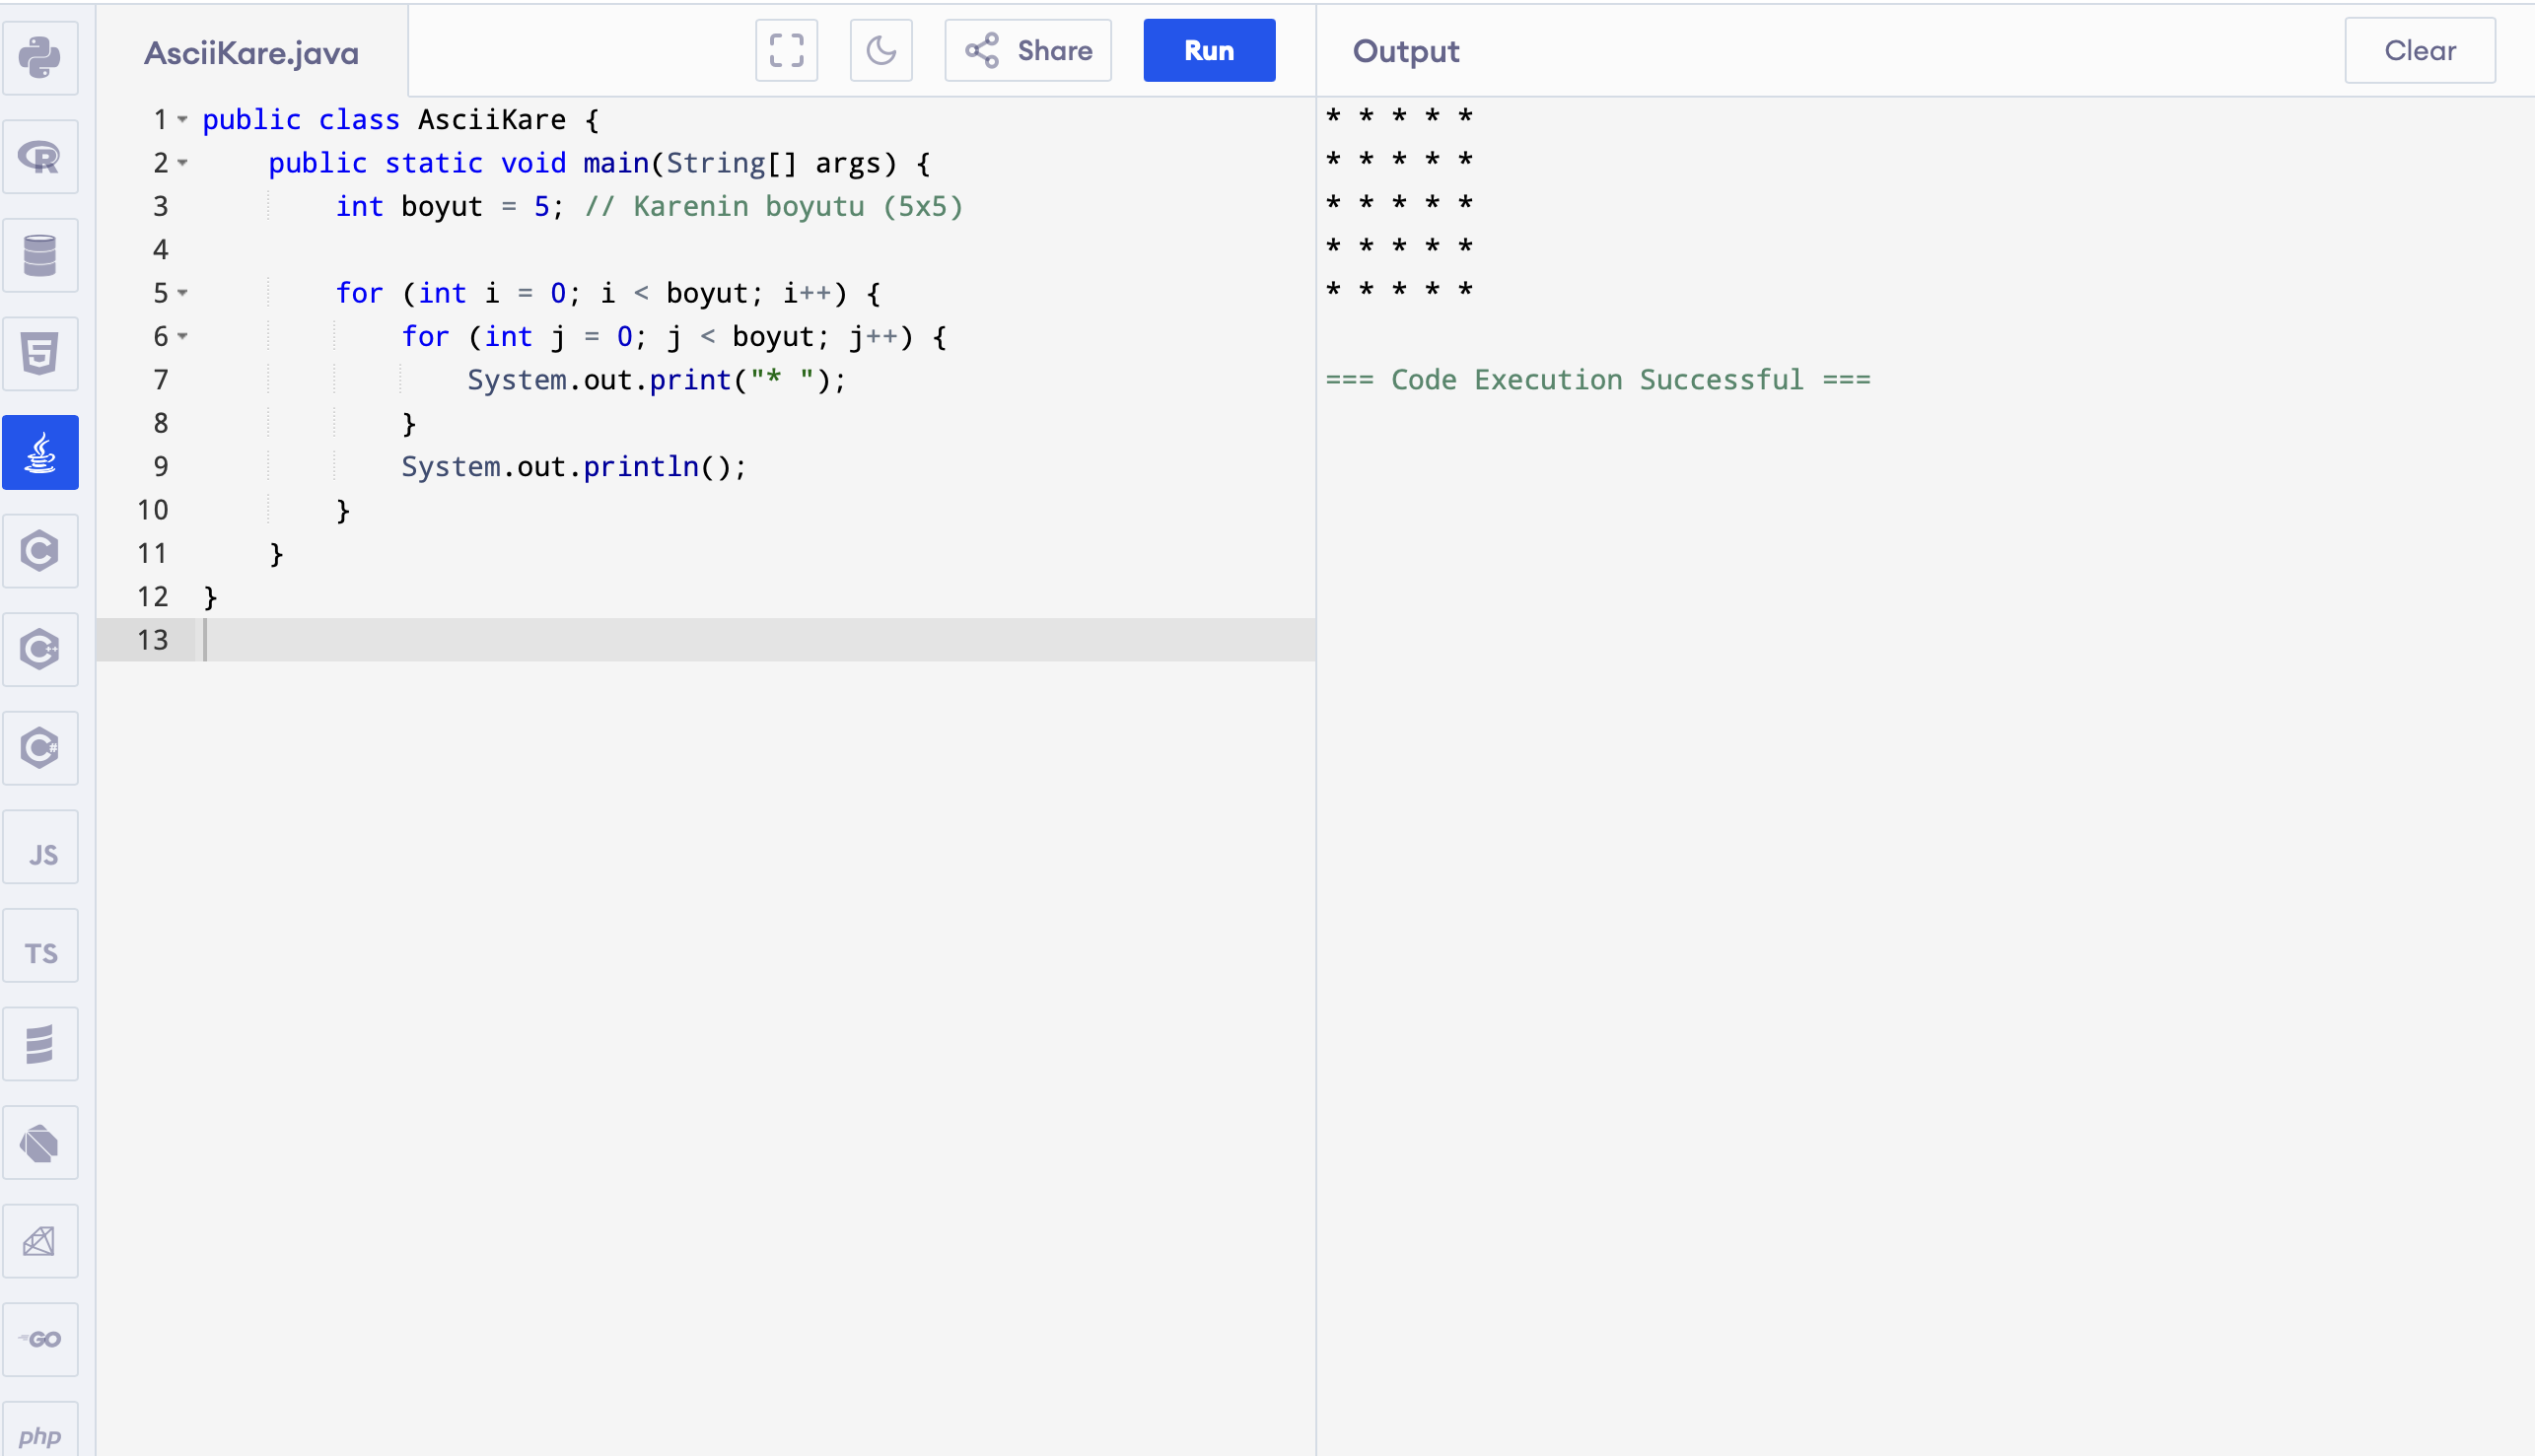 AsciiKare.java
Share
Run
Output
Clear
1 public class AsciiKare {
2     public static void main(String[] args) {
3         int boyut = 5; // Karenin boyutu (5x5)
4
5         for (int i = 0; i < boyut; i++) {
6             for (int j = 0; j < boyut; j++) {
7                 System.out.print("* ");
8             }
9             System.out.println();
10         }
11     }
12 }
13
* * * * *
* * * * *
* * * * *
* * * * *
* * * * *
=== Code Execution Successful ===
R
5
C
C++
C#
JS
TS
GO
php